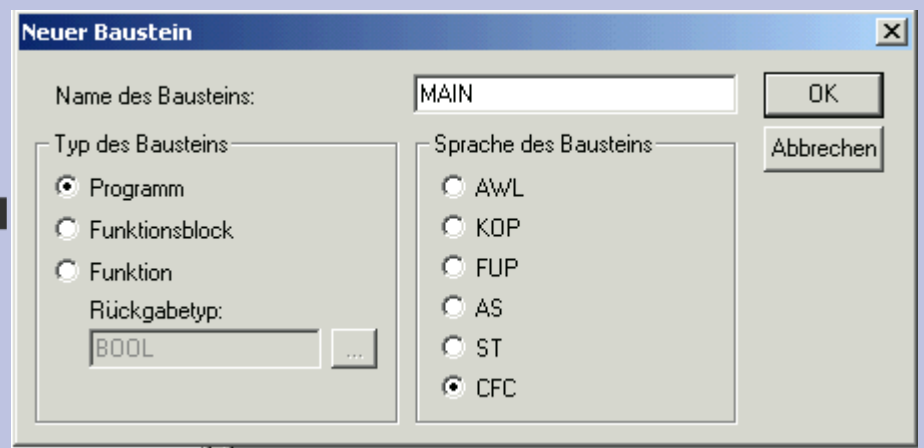 Neuer Baustein
Name des Bausteins: MAIN
OK
Abbrechen
Typ des Bausteins
Programm
Funktionsblock
Funktion
Rückgabetyp:
BOOL ...
Sprache des Bausteins
AWL
KOP
FUP
AS
ST
CFC